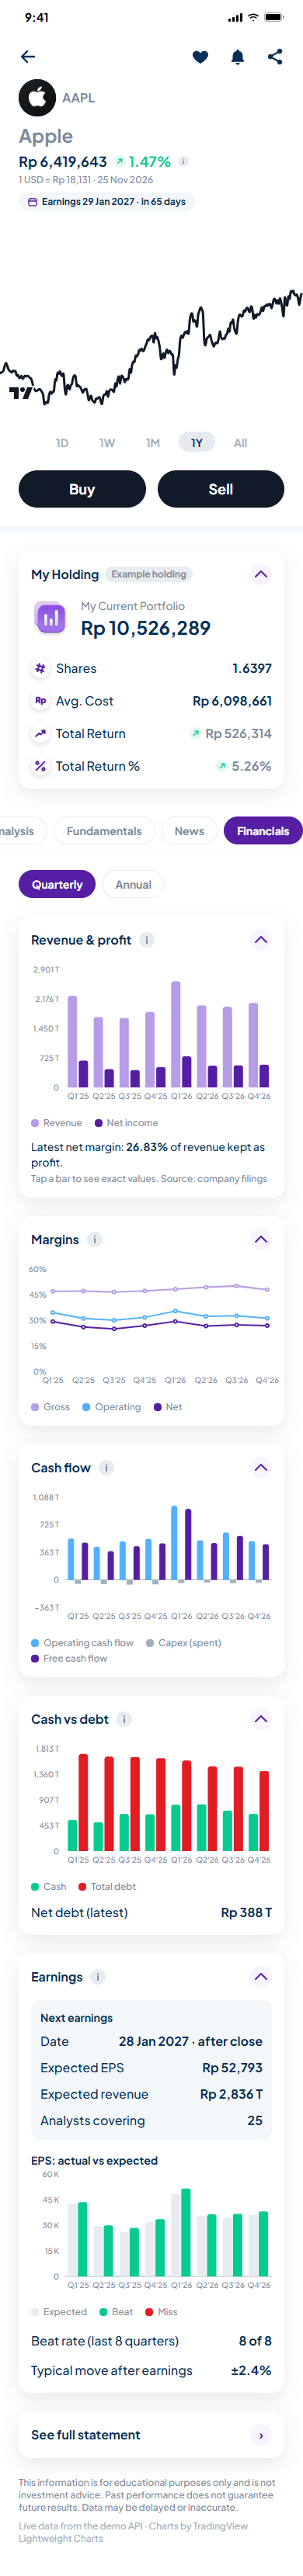 9:41
AAPL
Apple
Rp 6,419,643 1.47%
1 USD = Rp 18,131 · 25 Nov 2026
Earnings 29 Jan 2027 · in 65 days
1D 1W 1M 1Y All
Buy Sell
My Holding Example holding
My Current Portfolio
Rp 10,526,289
Shares 1.6397
Rp Avg. Cost Rp 6,098,661
Total Return Rp 526,314
Total Return % 5.26%
nalysis Fundamentals News Financials
Quarterly Annual
Revenue & profit
2,901 T
2,176 T
1,450 T
725 T
0
Q1'25 Q2'25 Q3'25 Q4'25 Q1'26 Q2'26 Q3'26 Q4'26
Revenue Net income
Latest net margin: 26.83% of revenue kept as
profit.
Tap a bar to see exact values. Source: company filings
Margins
60%
45%
30%
15%
0%
Q1'25 Q2'25 Q3'25 Q4'25 Q1'26 Q2'26 Q3'26 Q4'26
Gross Operating Net
Cash flow
1,088 T
725 T
363 T
0
-363 T
Q1'25 Q2'25 Q3'25 Q4'25 Q1'26 Q2'26 Q3'26 Q4'26
Operating cash flow Capex (spent)
Free cash flow
Cash vs debt
1,813 T
1,360 T
907 T
453 T
0
Q1'25 Q2'25 Q3'25 Q4'25 Q1'26 Q2'26 Q3'26 Q4'26
Cash Total debt
Net debt (latest) Rp 388 T
Earnings
Next earnings
Date 28 Jan 2027 · after close
Expected EPS Rp 52,793
Expected revenue Rp 2,836 T
Analysts covering 25
EPS: actual vs expected
60 K
45 K
30 K
15 K
0
Q1'25 Q2'25 Q3'25 Q4'25 Q1'26 Q2'26 Q3'26 Q4'26
Expected Beat Miss
Beat rate (last 8 quarters) 8 of 8
Typical move after earnings ±2.4%
See full statement
This information is for educational purposes only and is not
investment advice. Past performance does not guarantee
future results. Data may be delayed or inaccurate.
Live data from the demo API · Charts by TradingView
Lightweight Charts